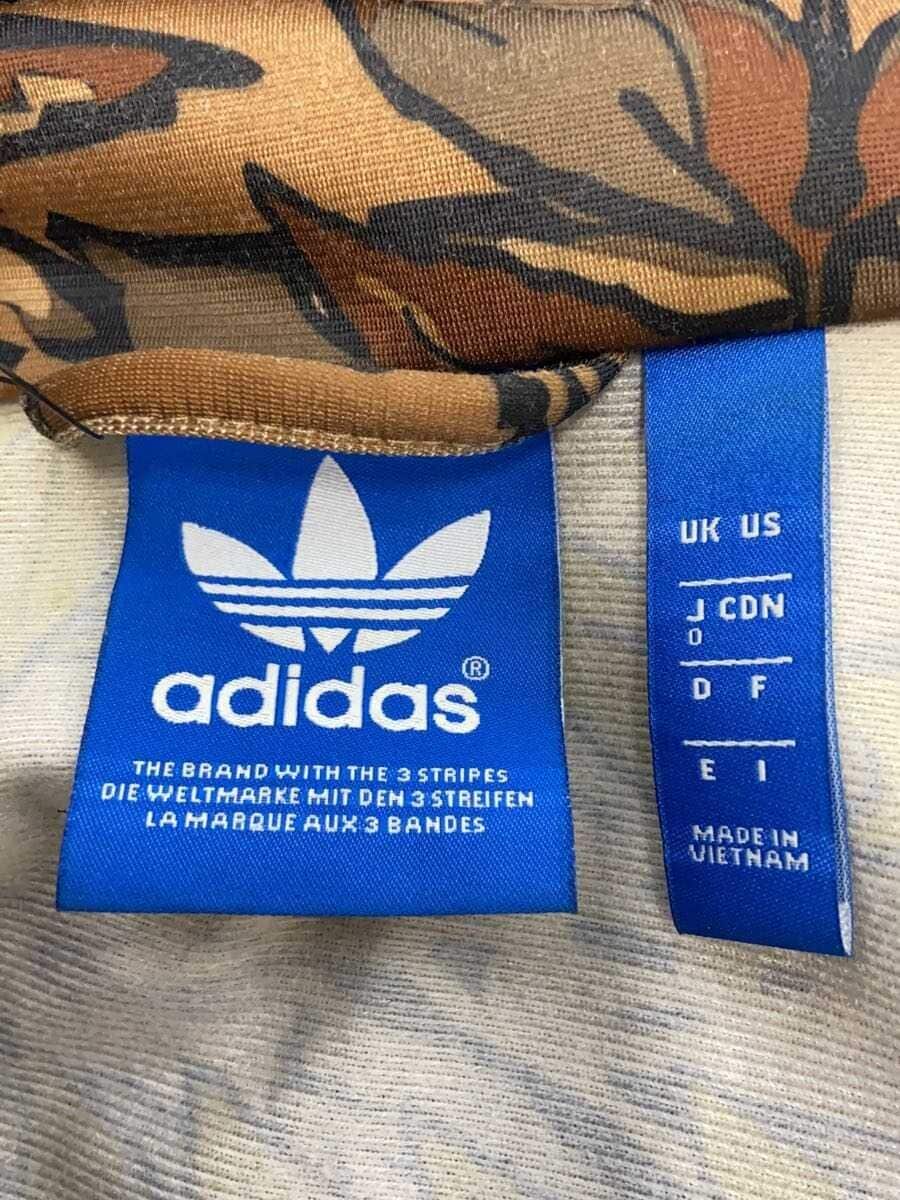 adidas®
THE BRAND WITH THE 3 STRIPES
DIE WELTMARKE MIT DEN 3 STREIFEN
LA MARQUE AUX 3 BANDES
UK US
J CDN
O
D F
E I
MADE IN
VIETNAM